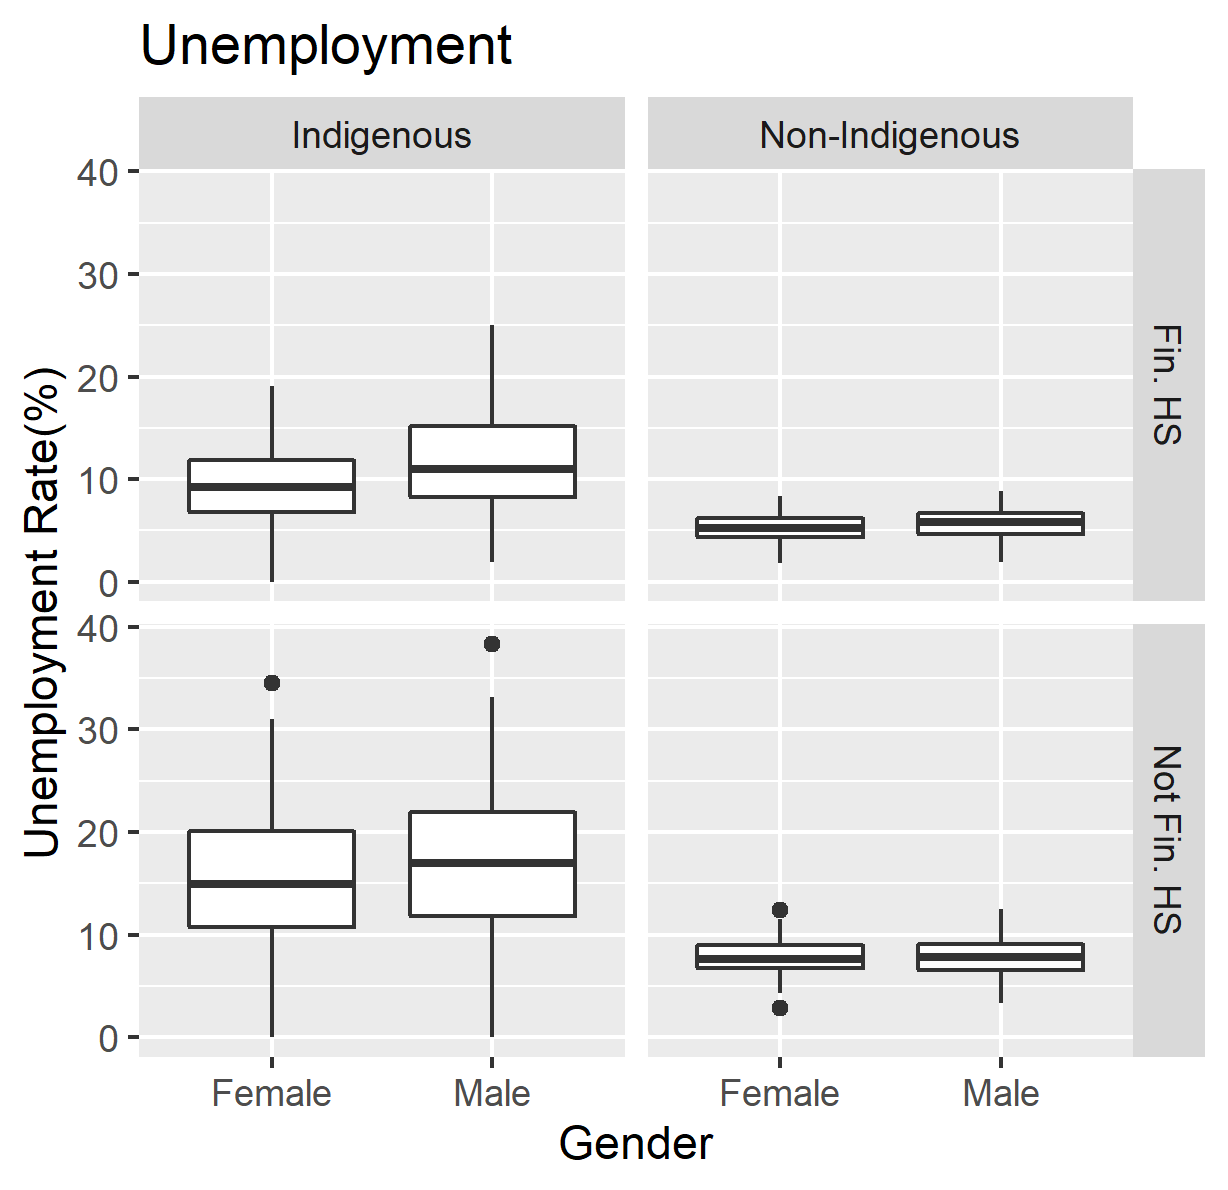 Unemployment
Indigenous
Non-Indigenous
40
30
20
10
0
Fin. HS
Unemployment Rate(%)
40
30
20
10
0
Not Fin. HS
Female
Male
Female
Male
Gender